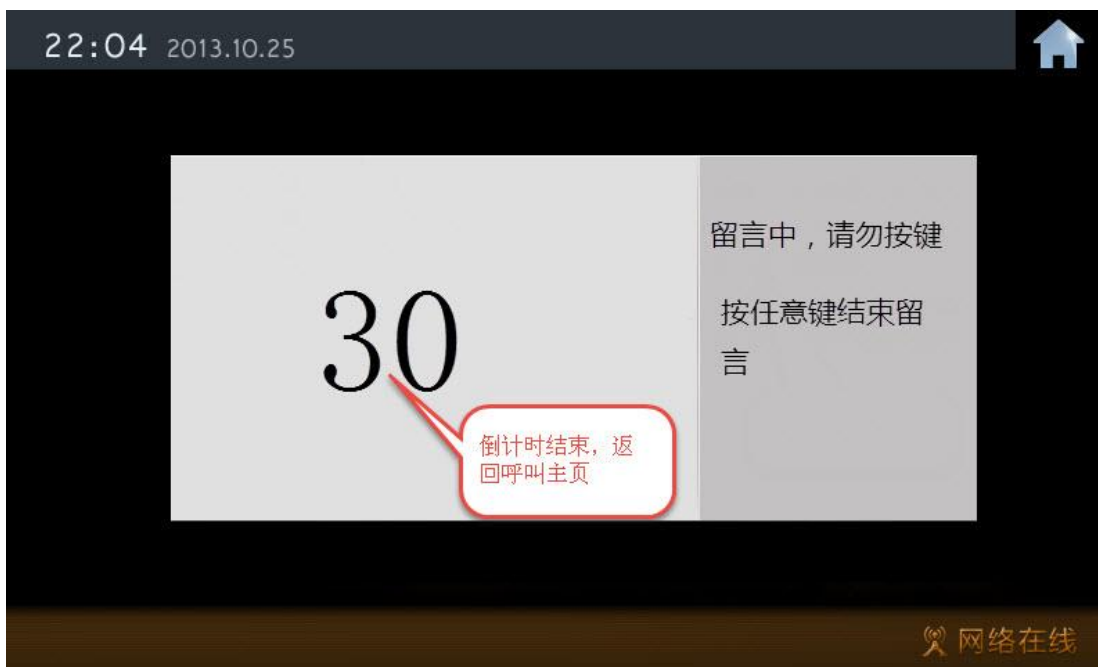 22:04 2013.10.25
留言中，请勿按键
按任意键结束留
言
30
倒计时结束，返
回呼叫主页
网络在线